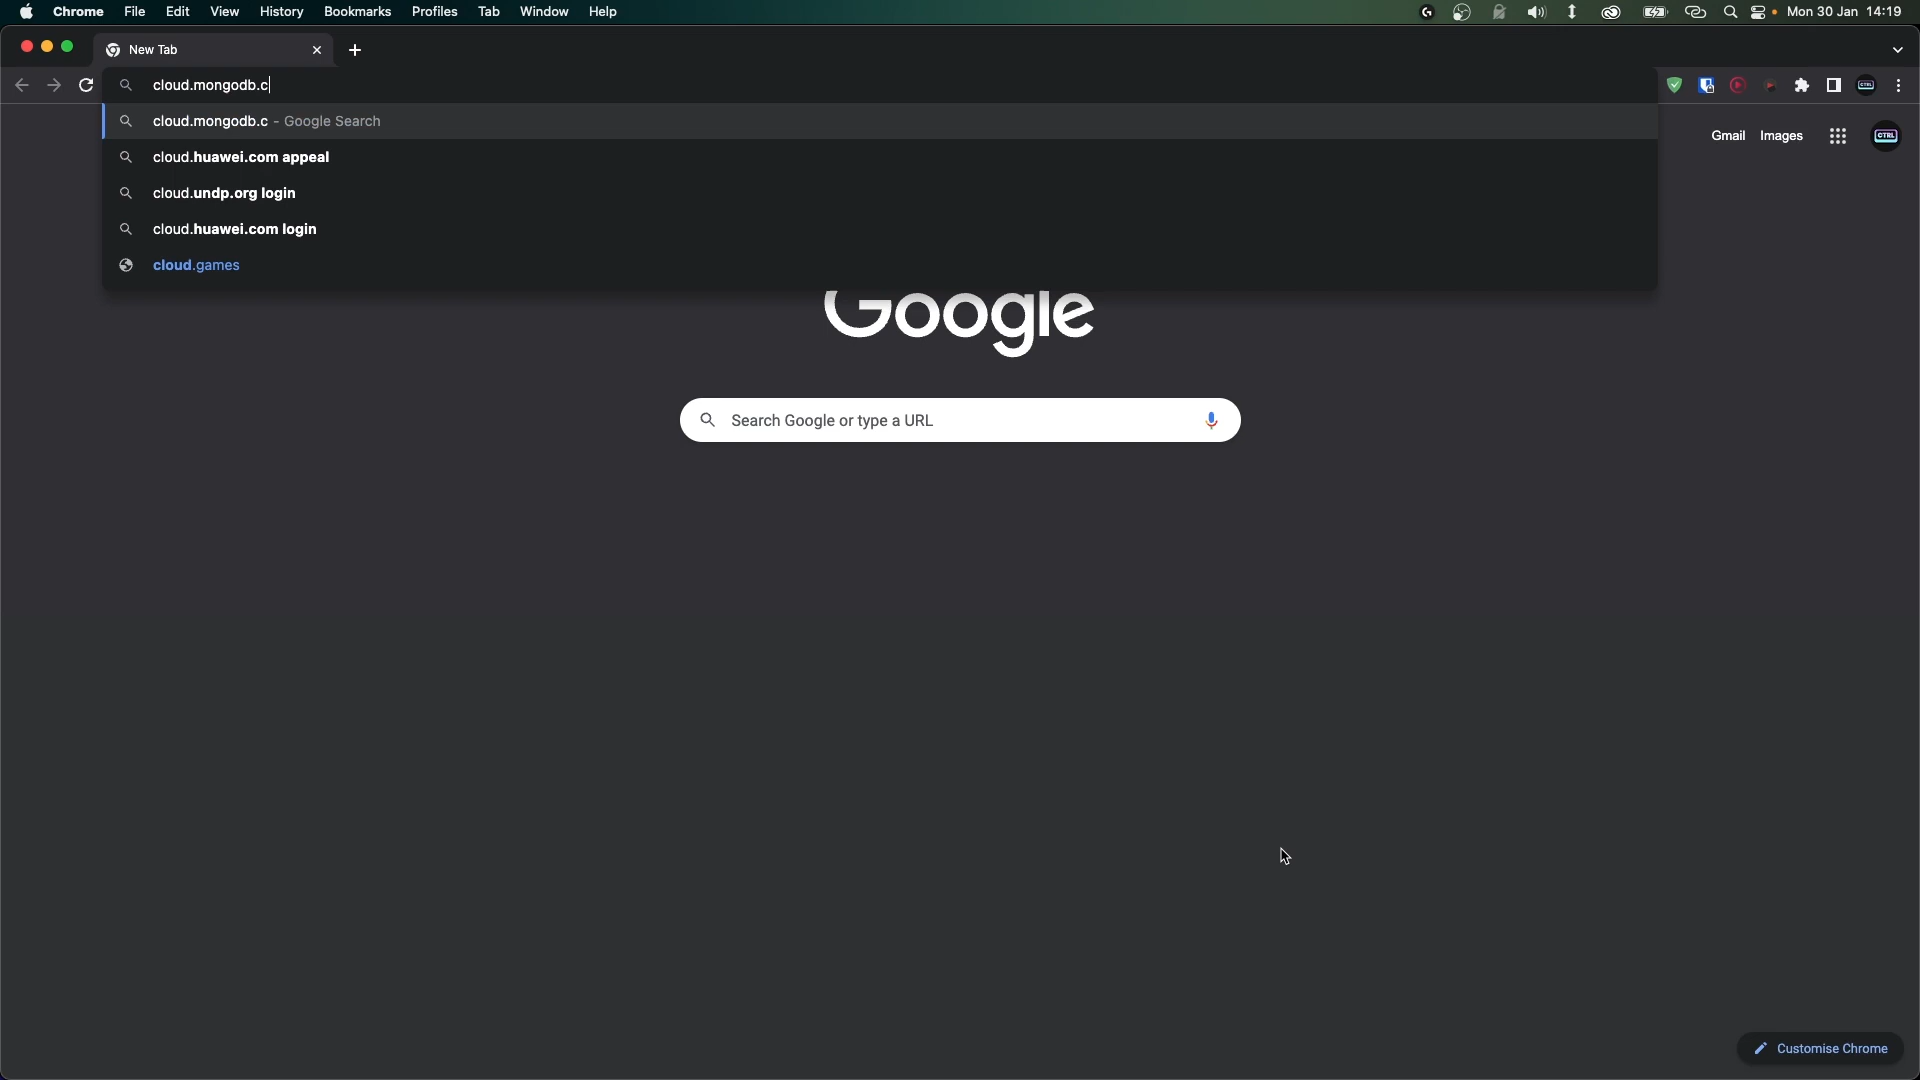 Chrome File Edit View History Bookmarks Profiles Tab Window Help Mon 30 Jan 14:19
New Tab
cloud.mongodb.c
cloud.mongodb.c - Google Search
cloud.huawei.com appeal
cloud.undp.org login
cloud.huawei.com login
cloud.games
Gmail Images CTRL
Google
Search Google or type a URL
Customise Chrome